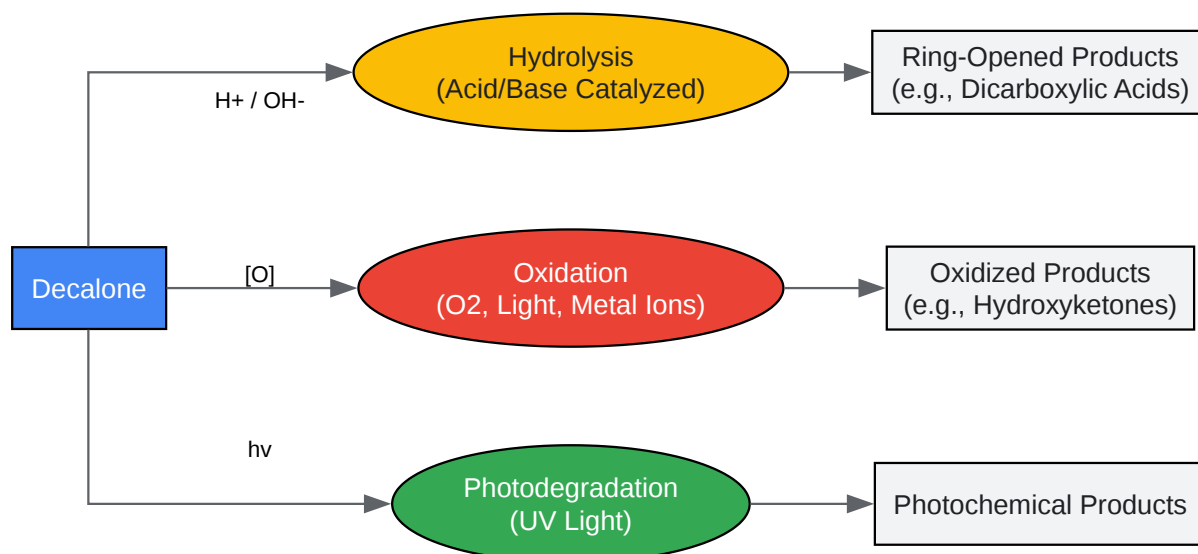 Hydrolysis
(Acid/Base Catalyzed)
Ring-Opened Products
(e.g., Dicarboxylic Acids)
H+ / OH-
Decalone
[O]
Oxidation
(O2, Light, Metal Ions)
Oxidized Products
(e.g., Hydroxyketones)
hv
Photodegradation
(UV Light)
Photochemical Products